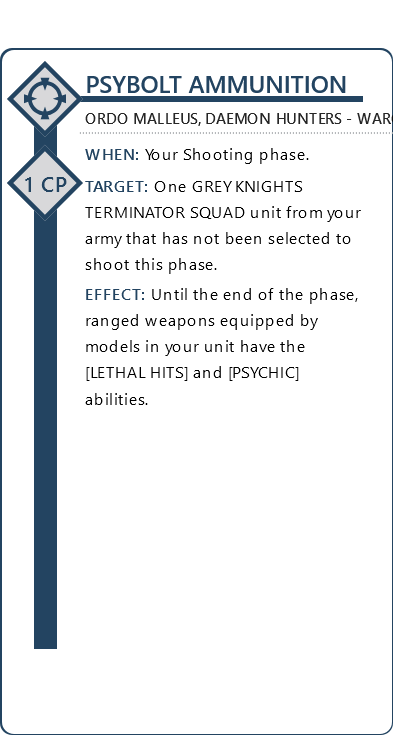 PSYBOLT AMMUNITION
ORDO MALLEUS, DAEMON HUNTERS - WAR
1 CP
WHEN: Your Shooting phase.
TARGET: One GREY KNIGHTS
TERMINATOR SQUAD unit from your
army that has not been selected to
shoot this phase.
EFFECT: Until the end of the phase,
ranged weapons equipped by
models in your unit have the
[LETHAL HITS] and [PSYCHIC]
abilities.